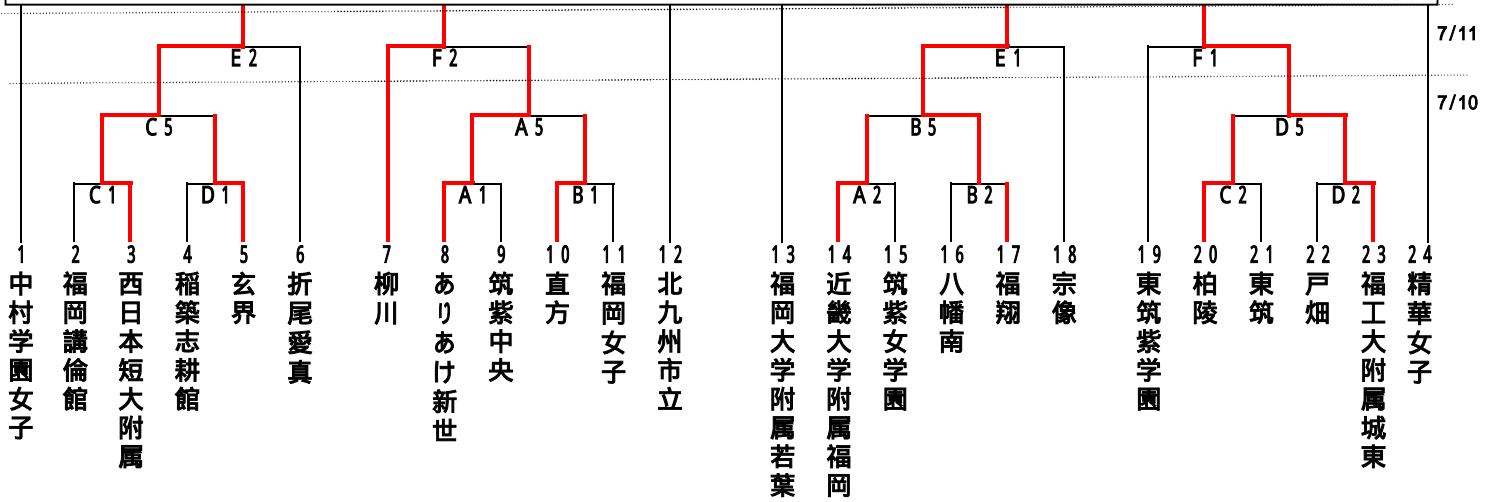 7/11
E2
F2
E1
F1
7/10
C5
A5
B5
D5
C1
D1
A1
B1
A2
B2
C2
D2
1
2
3
4
5
6
7
8
9
10
11
12
13
14
15
16
17
18
19
20
21
22
23
24
中村学園女子
福岡講倫館
西日本短大附属
稲築志耕館
玄界
折尾愛真
柳川
ありあけ新世
筑紫中央
直方
福岡女子
北九州市立
福岡大学附属若葉
近畿大学附属福岡
筑紫女学園
八幡南
福翔
宗像
東筑紫学園
柏陵
東筑
戸畑
福工大附属城東
精華女子